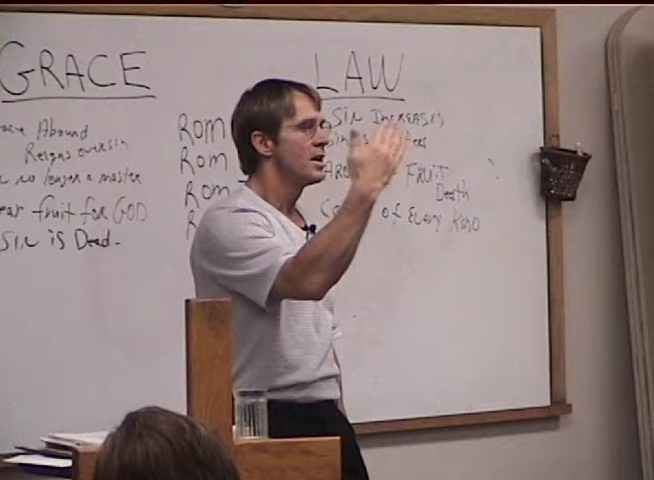 GRACE
LAW
Abound
Rom
SIN INCREASES
Reigns over sin
Rom
no longer a master
Rom
FRUIT
Death
ear fruit for GOD
of Every Kind
SIN is Dead-